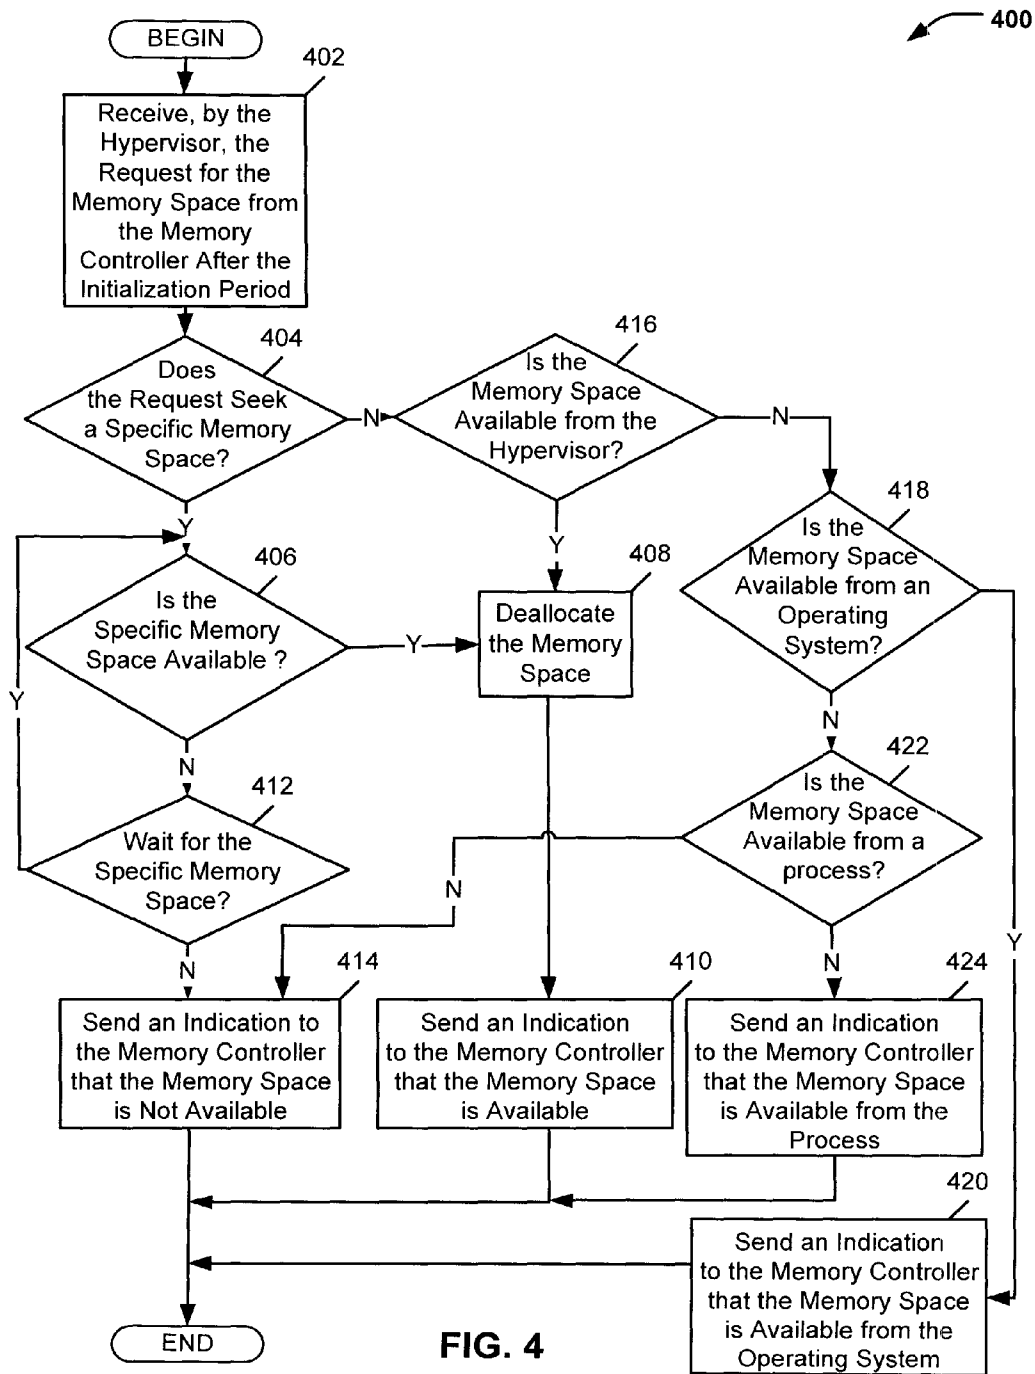 400
BEGIN
402
Receive, by the
Hypervisor, the
Request for the
Memory Space from
the Memory
Controller After the
Initialization Period
404
Does
the Request Seek
a Specific Memory
Space?
N
416
Is the
Memory Space
Available from the
Hypervisor?
N
Y
Y
418
Is the
Memory Space
Available from an
Operating
System?
406
Is the
Specific Memory
Space Available ?
Y
408
Deallocate
the Memory
Space
Y
N
N
412
Wait for the
Specific Memory
Space?
422
Is the
Memory Space
Available from a
process?
N
Y
N
N
414
Send an Indication to
the Memory Controller
that the Memory Space
is Not Available
410
Send an Indication
to the Memory Controller
that the Memory Space
is Available
424
Send an Indication
to the Memory Controller
that the Memory Space
is Available from the
Process
420
Send an Indication
to the Memory Controller
that the Memory Space
is Available from the
Operating System
END
FIG. 4